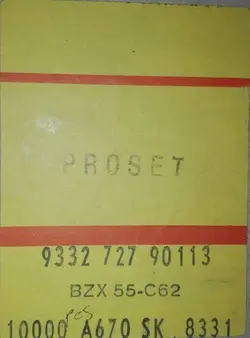 PROSET
9332 727 90113
BZX 55-C62
pcs
10000 A670 SK 8331